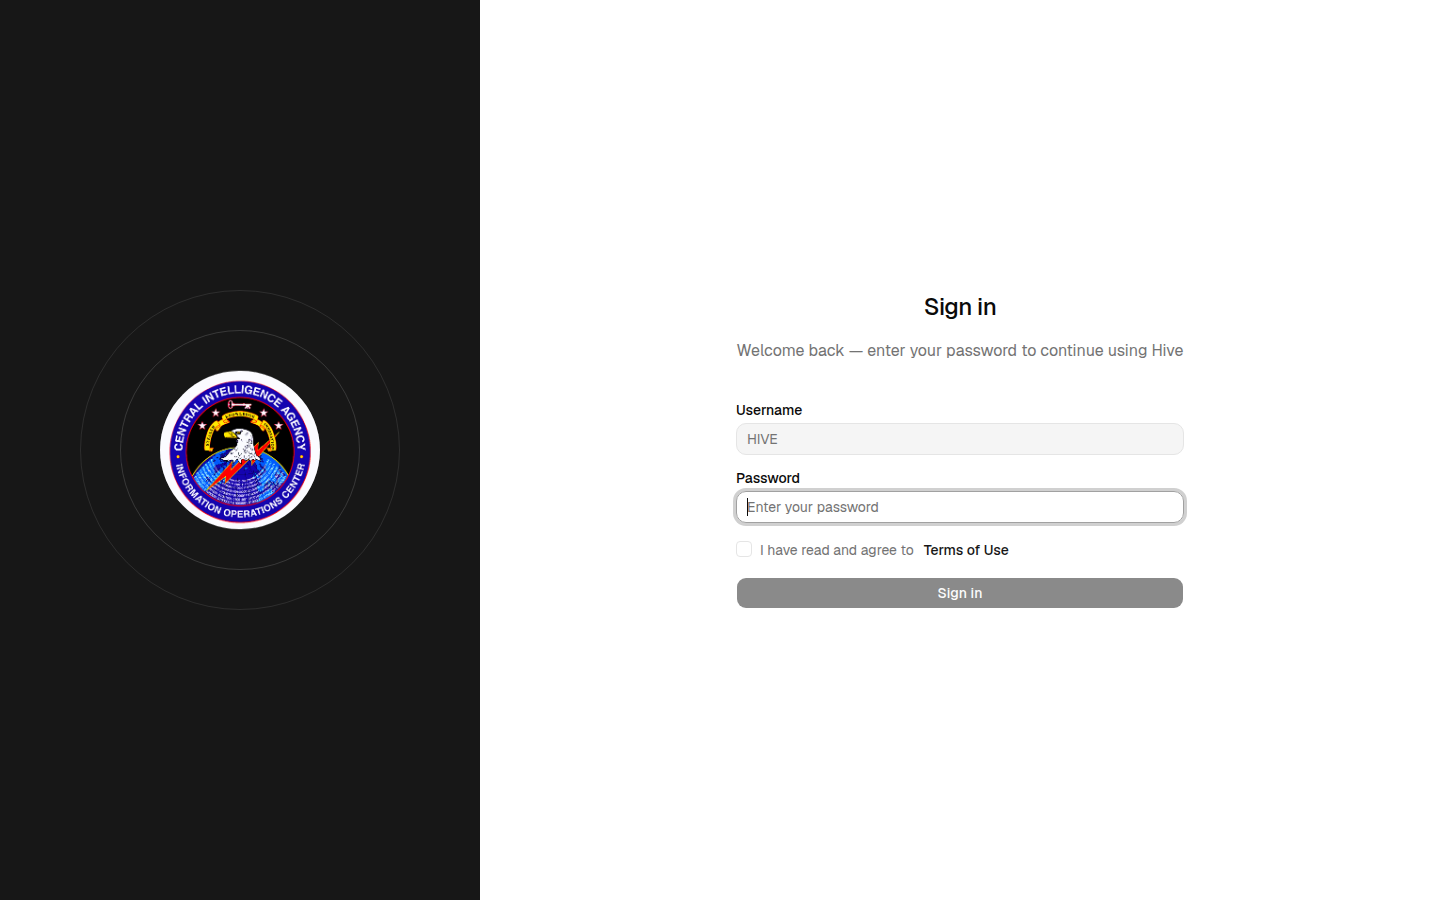 CENTRAL INTELLIGENCE AGENCY
INFORMATION OPERATIONS CENTER
Sign in
Welcome back — enter your password to continue using Hive
Username
HIVE
Password
Enter your password
I have read and agree to Terms of Use
Sign in